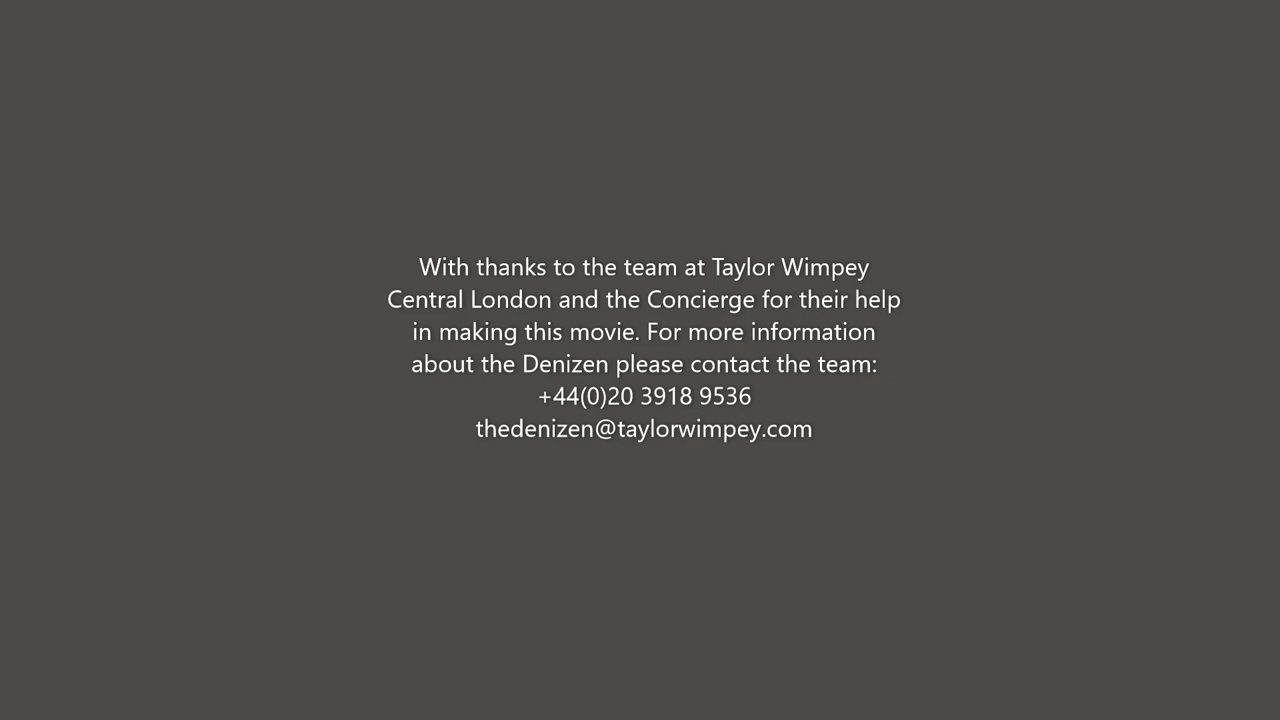 With thanks to the team at Taylor Wimpey
Central London and the Concierge for their help
in making this movie. For more information
about the Denizen please contact the team:
+44(0)20 3918 9536
thedenizen@taylorwimpey.com